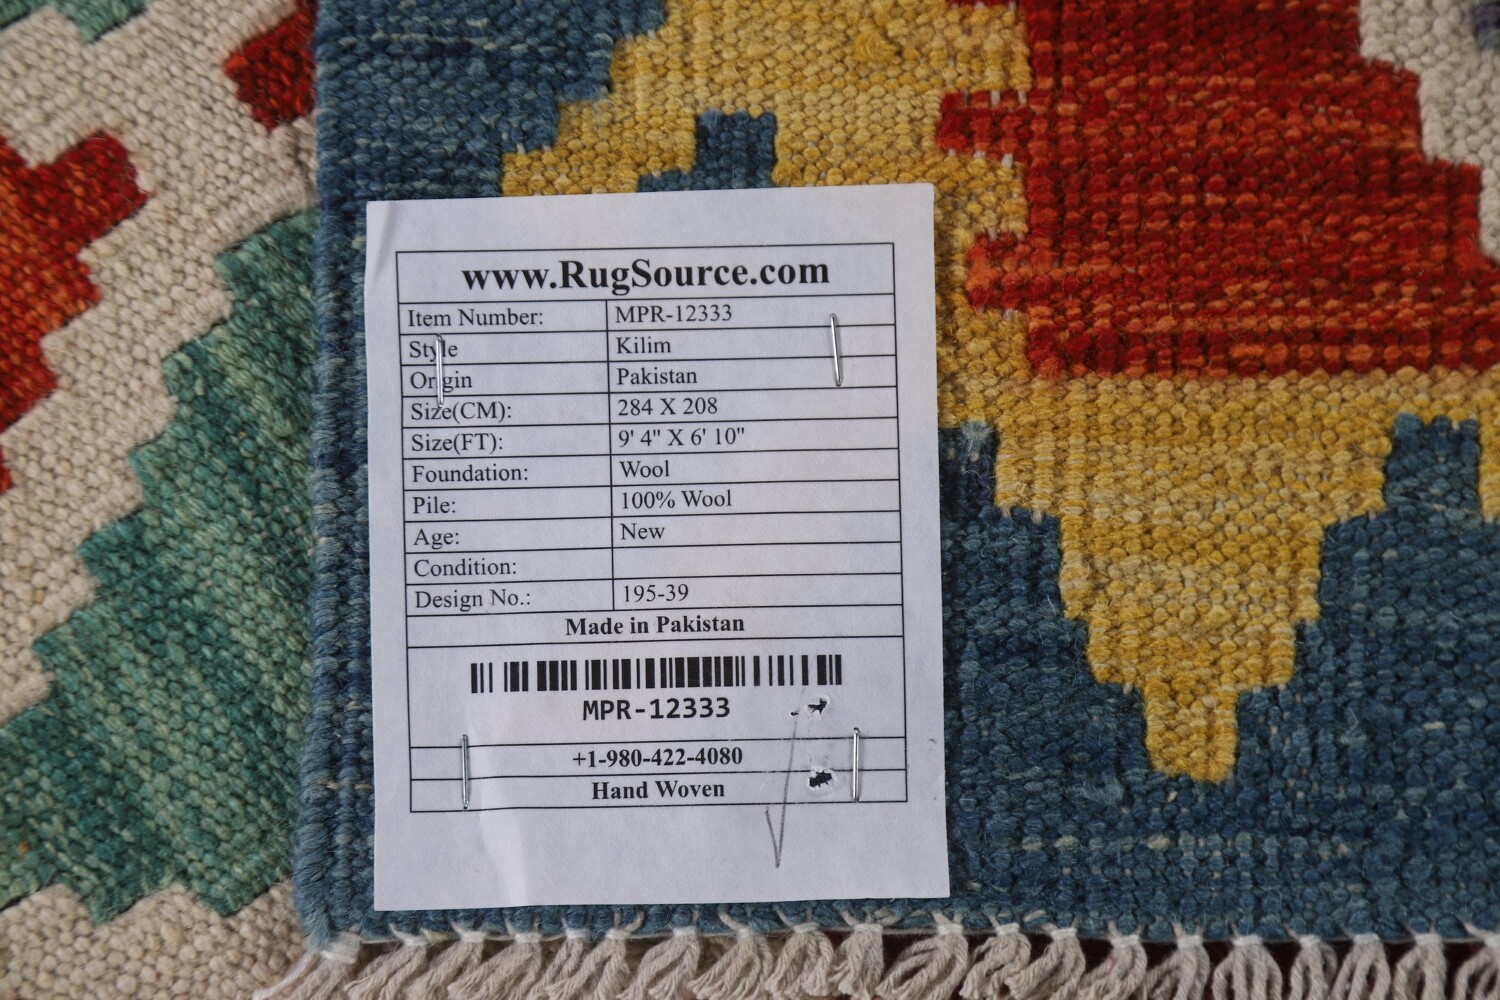 www.RugSource.com
Item Number: MPR-12333
Style Kilim
Origin Pakistan
Size(CM): 284 X 208
Size(FT): 9' 4" X 6' 10"
Foundation: Wool
Pile: 100% Wool
Age: New
Condition:
Design No.: 195-39
Made in Pakistan
MPR-12333
+1-980-422-4080
Hand Woven